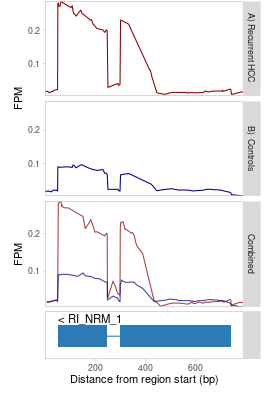 0.2
0.1
A) Recurrent HCC
0.2
0.1
B) Controls
0.2
0.1
Combined
FPM
FPM
< RI_NRM_1
200
400
600
Distance from region start (bp)